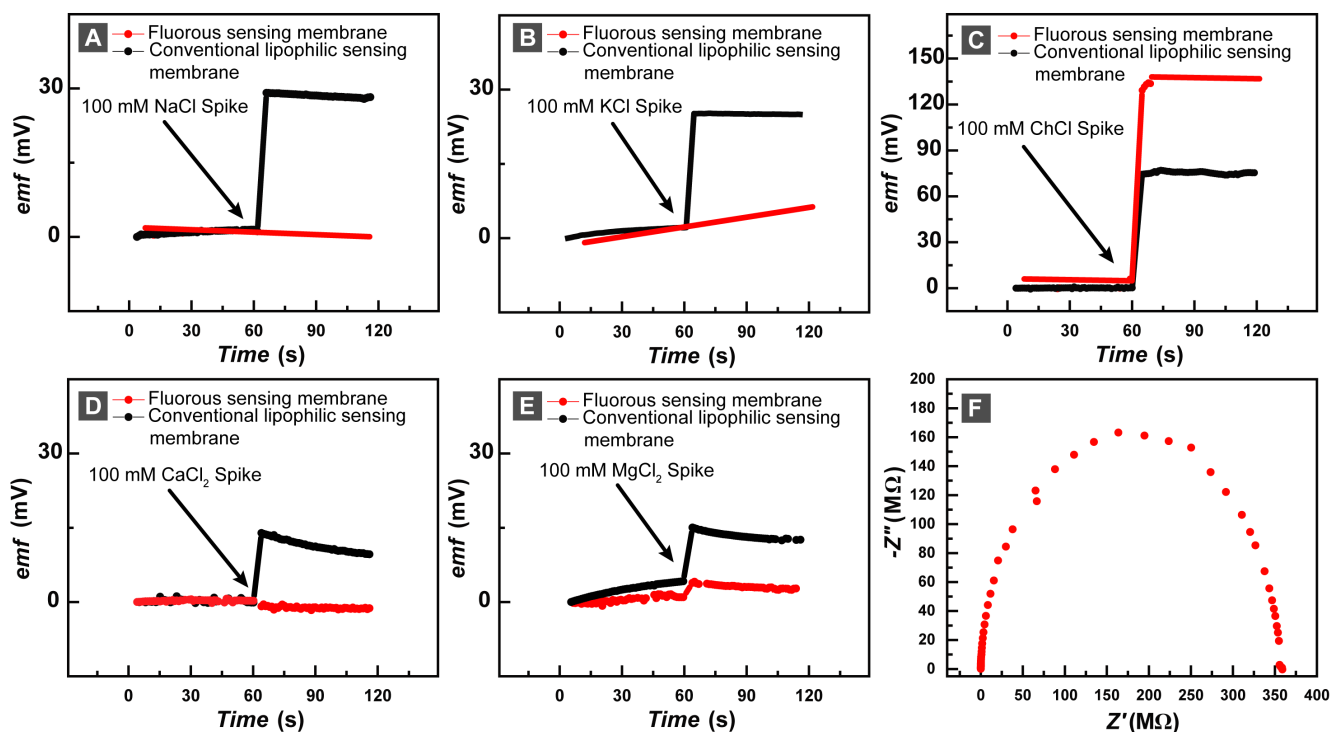 A
Fluorous sensing membrane
Conventional lipophilic sensing
membrane
100 mM NaCl Spike
emf (mV)
30
0
0 30 60 90 120
Time (s)
B
Fluorous sensing membrane
Conventional lipophilic sensing
membrane
100 mM KCl Spike
emf (mV)
30
0
0 30 60 90 120
Time (s)
C
Fluorous sensing membrane
Conventional lipophilic sensing
membrane
100 mM ChCl Spike
emf (mV)
150
120
90
60
30
0
0 30 60 90 120
Time (s)
D
Fluorous sensing membrane
Conventional lipophilic sensing
membrane
100 mM CaCl₂ Spike
emf (mV)
30
0
0 30 60 90 120
Time (s)
E
Fluorous sensing membrane
Conventional lipophilic sensing
membrane
100 mM MgCl₂ Spike
emf (mV)
30
0
0 30 60 90 120
Time (s)
F
-Z″(MΩ)
200
180
160
140
120
100
80
60
40
20
0
0 50 100 150 200 250 300 350 400
Z′(MΩ)